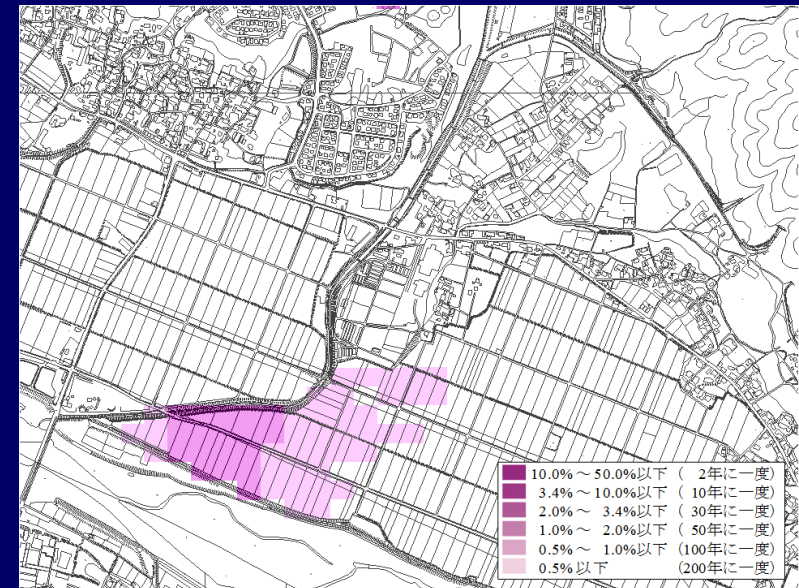 10.0%～50.0%以下（ 2年に一度）
3.4%～10.0%以下（ 10年に一度）
2.0%～ 3.4%以下（ 30年に一度）
1.0%～ 2.0%以下（ 50年に一度）
0.5%～ 1.0%以下（100年に一度）
0.5%以下 （200年に一度）